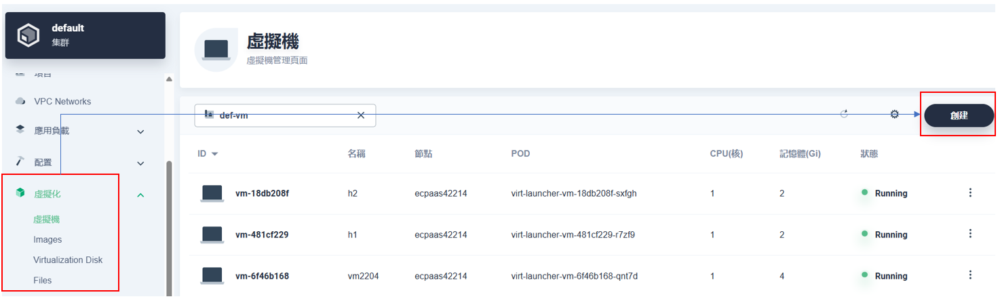 default
集群
項目
VPC Networks
應用負載
配置
虛擬化
虛擬機
Images
Virtualization Disk
Files
虛擬機
虛擬機管理頁面
def-vm
創建
ID 名稱 節點 POD CPU(核) 記憶體(Gi) 狀態
vm-18db208f h2 ecpaas42214 virt-launcher-vm-18db208f-sxfgh 1 2 Running
vm-481cf229 h1 ecpaas42214 virt-launcher-vm-481cf229-r7zf9 1 2 Running
vm-6f46b168 vm2204 ecpaas42214 virt-launcher-vm-6f46b168-qnt7d 1 4 Running